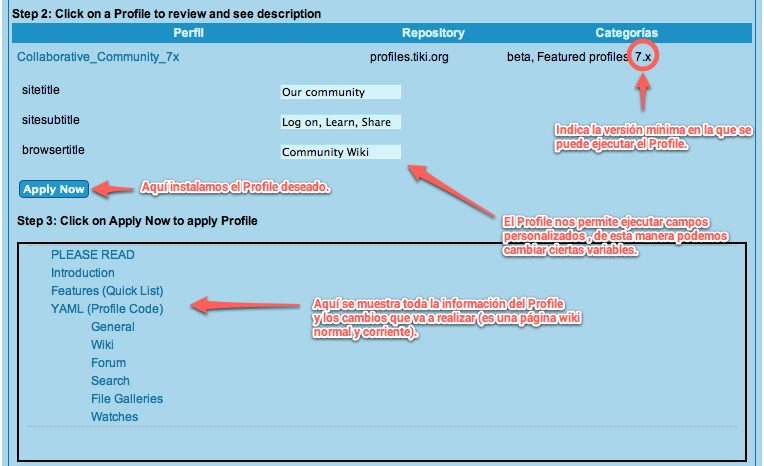 Step 2: Click on a Profile to review and see description
Perfil Repository Categorías
Collaborative_Community_7x profiles.tiki.org beta, Featured profiles, 7.x
sitetitle Our community
sitesubtitle Log on, Learn, Share
Indica la versión mínima en la que se
puede ejecutar el Profile.
browsertitle Community Wiki
Apply Now Aquí instalamos el Profile deseado.
Step 3: Click on Apply Now to apply Profile
El Profile nos permite ejecutar campos
personalizados , de esta manera podemos
cambiar ciertas variables.
PLEASE READ
Introduction
Features (Quick List)
YAML (Profile Code)
Aquí se muestra toda la información del Profile
y los cambios que va a realizar (es una página wiki
normal y corriente).
General
Wiki
Forum
Search
File Galleries
Watches